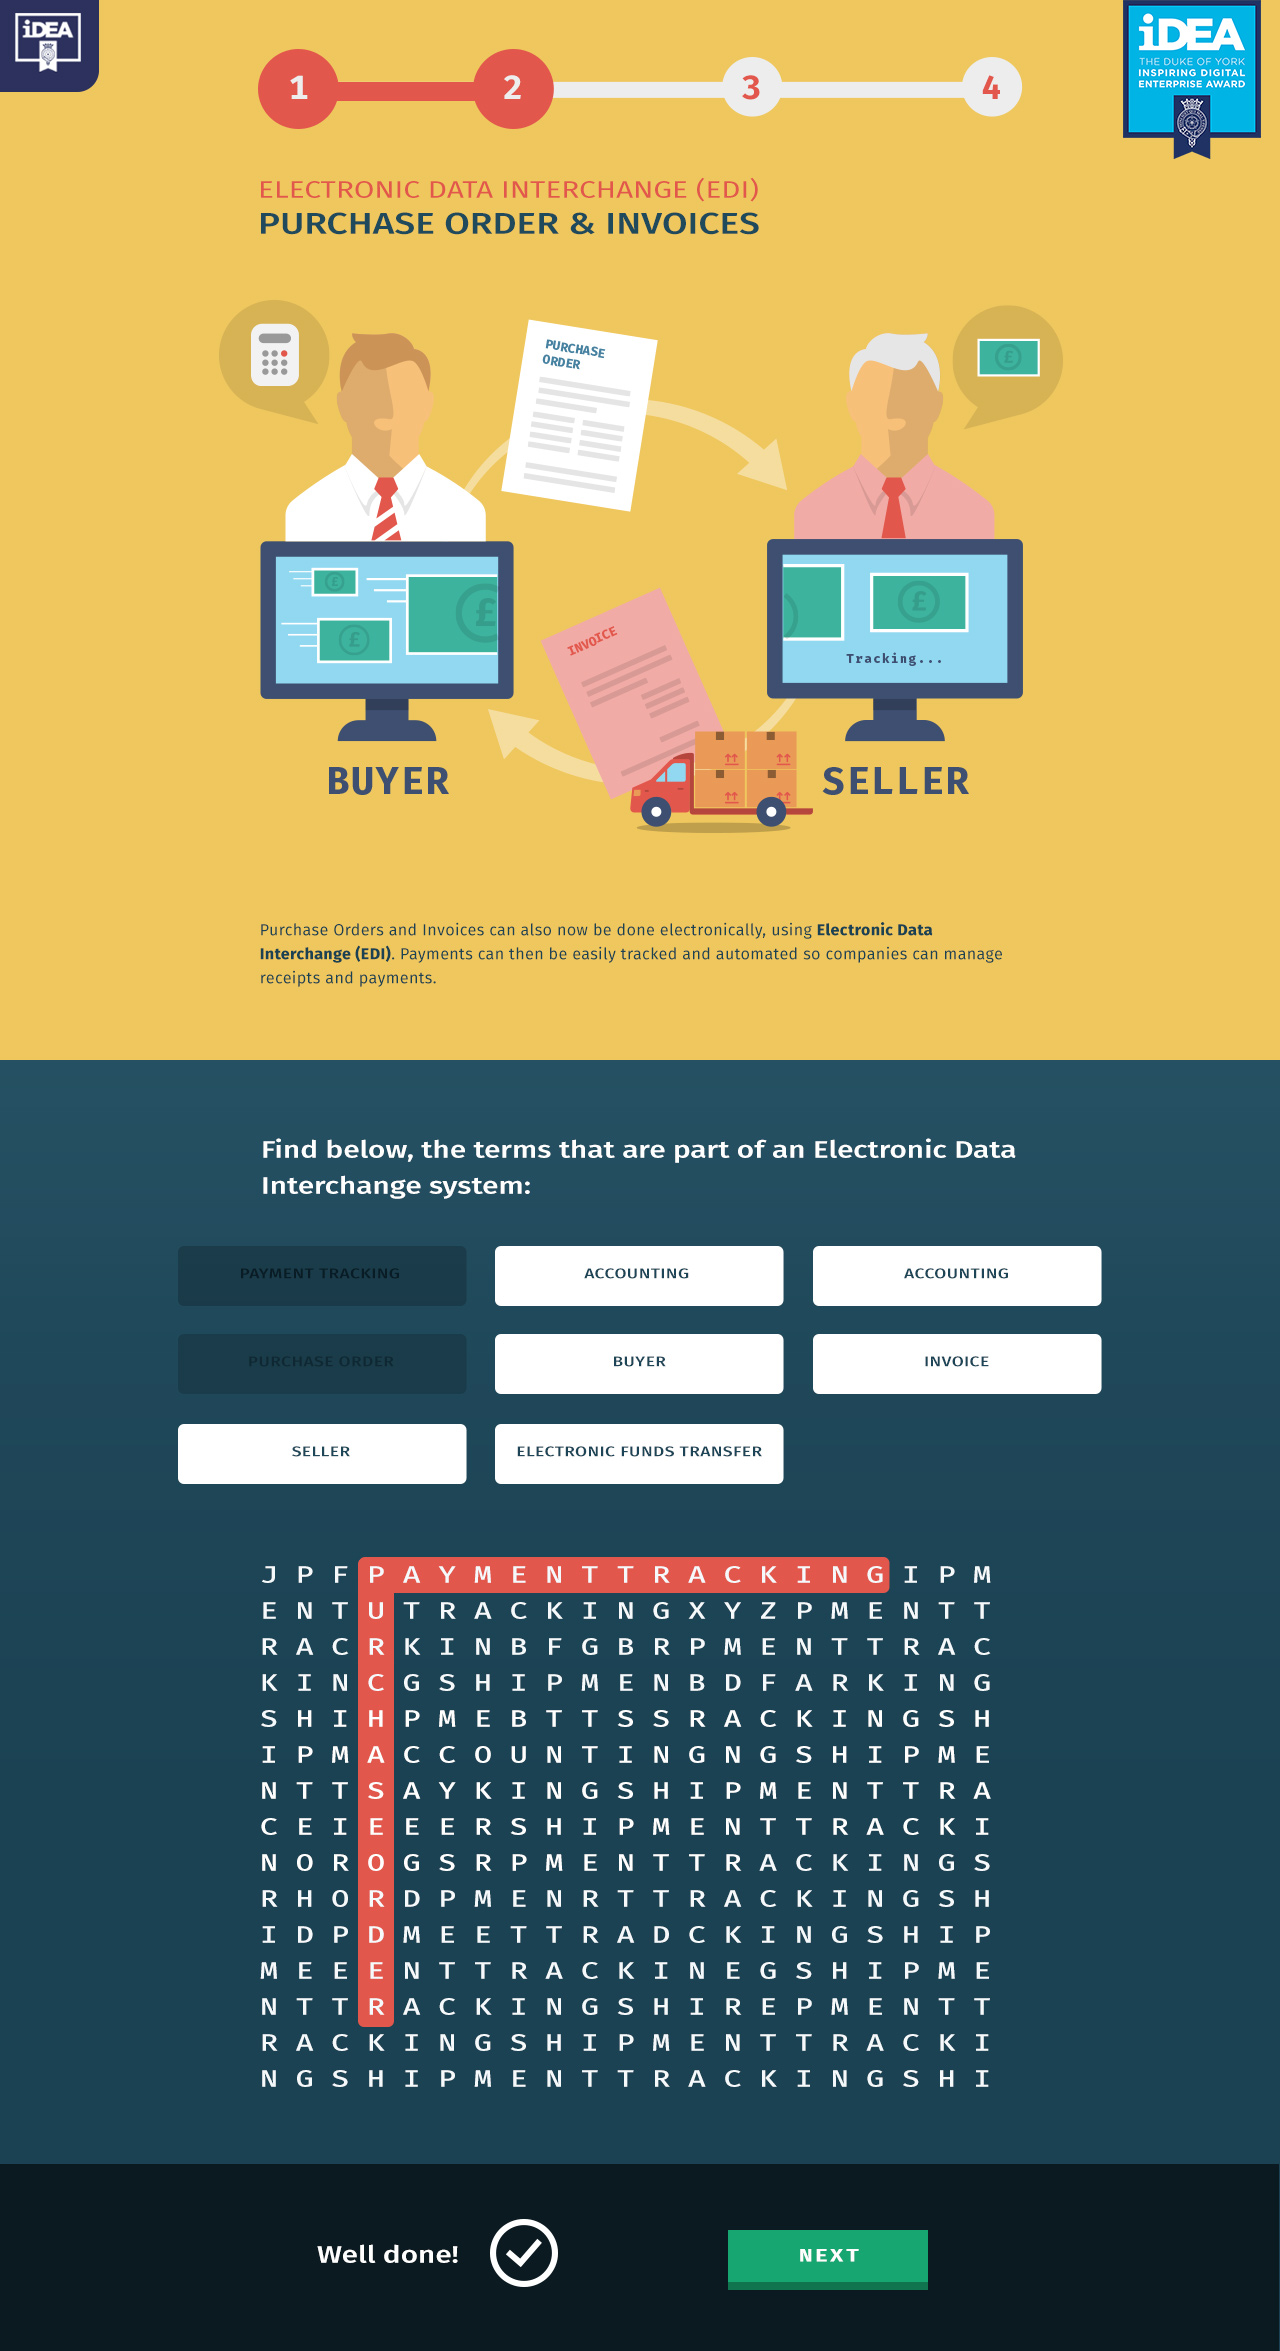 iDEA
iDEA
THE DUKE OF YORK
INSPIRING DIGITAL
ENTERPRISE AWARD
1 2 3 4
ELECTRONIC DATA INTERCHANGE (EDI)
PURCHASE ORDER & INVOICES
PURCHASE
ORDER
£
£
£
£
£
INVOICE
Tracking...
BUYER
SELLER
Purchase Orders and Invoices can also now be done electronically, using Electronic Data
Interchange (EDI). Payments can then be easily tracked and automated so companies can manage
receipts and payments.
Find below, the terms that are part of an Electronic Data
Interchange system:
PAYMENT TRACKING ACCOUNTING ACCOUNTING
PURCHASE ORDER BUYER INVOICE
SELLER ELECTRONIC FUNDS TRANSFER
J P F P A Y M E N T T R A C K I N G I P M
E N T U T R A C K I N G X Y Z P M E N T T
R A C R K I N B F G B R P M E N T T R A C
K I N C G S H I P M E N B D F A R K I N G
S H I H P M E B T T S S R A C K I N G S H
I P M A C C O U N T I N G N G S H I P M E
N T T S A Y K I N G S H I P M E N T T R A
C E I E E E R S H I P M E N T T R A C K I
N O R O G S R P M E N T T R A C K I N G S
R H O R D P M E N R T T R A C K I N G S H
I D P D M E E T T R A D C K I N G S H I P
M E E E N T T R A C K I N E G S H I P M E
N T T R A C K I N G S H I R E P M E N T T
R A C K I N G S H I P M E N T T R A C K I
N G S H I P M E N T T R A C K I N G S H I
Well done!
NEXT